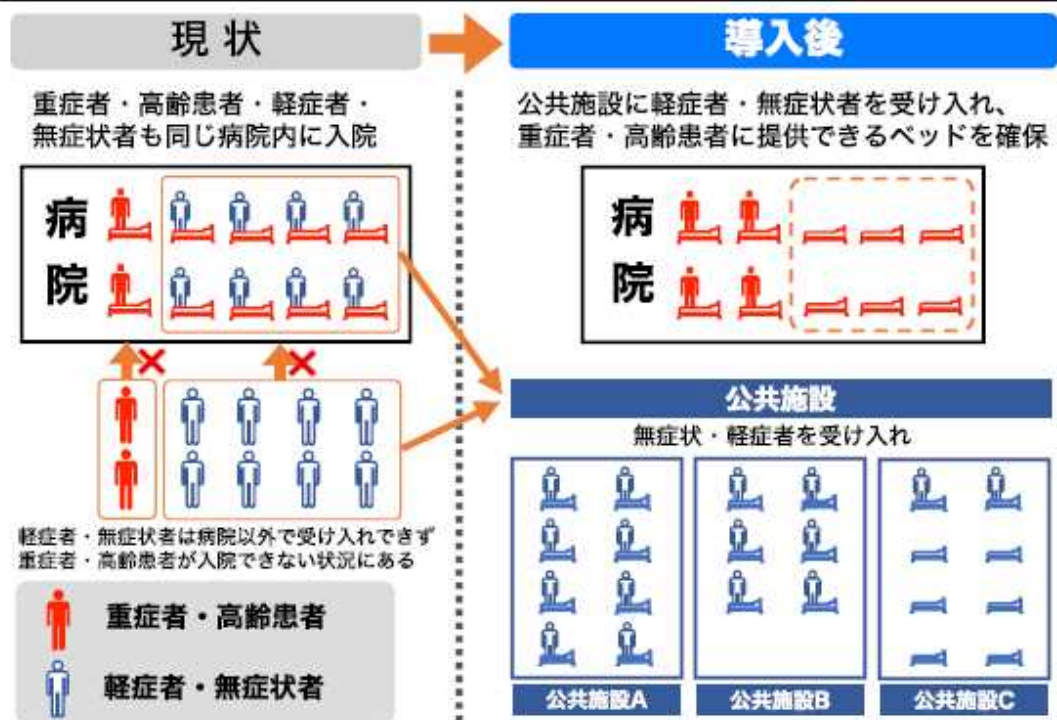 現状
導入後
重症者・高齢患者・軽症者・
無症状者も同じ病院内に入院
公共施設に軽症者・無症状者を受け入れ、
重症者・高齢患者に提供できるベッドを確保
病
院
病
院
公共施設
無症状・軽症者を受け入れ
軽症者・無症状者は病院以外で受け入れできず
重症者・高齢患者が入院できない状況にある
重症者・高齢患者
軽症者・無症状者
公共施設A
公共施設B
公共施設C